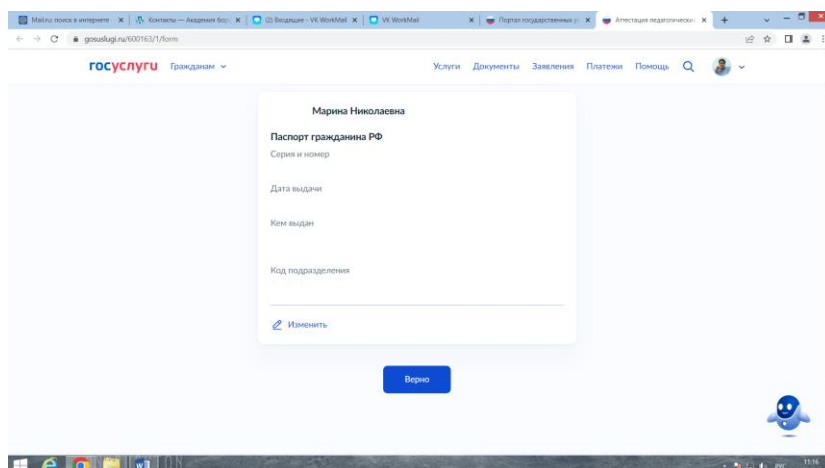 Mail.ru: поиск в интернете
Контакты — Академия бор
(2) Входящие - VK WorkMail
VK WorkMail
Портал государственных у
Аттестация педагогически
gosuslugi.ru/600163/1/form
госуслуги Гражданам
Услуги Документы Заявления Платежи Помощь
Марина Николаевна
Паспорт гражданина РФ
Серия и номер
Дата выдачи
Кем выдан
Код подразделения
Изменить
Верно
11:16